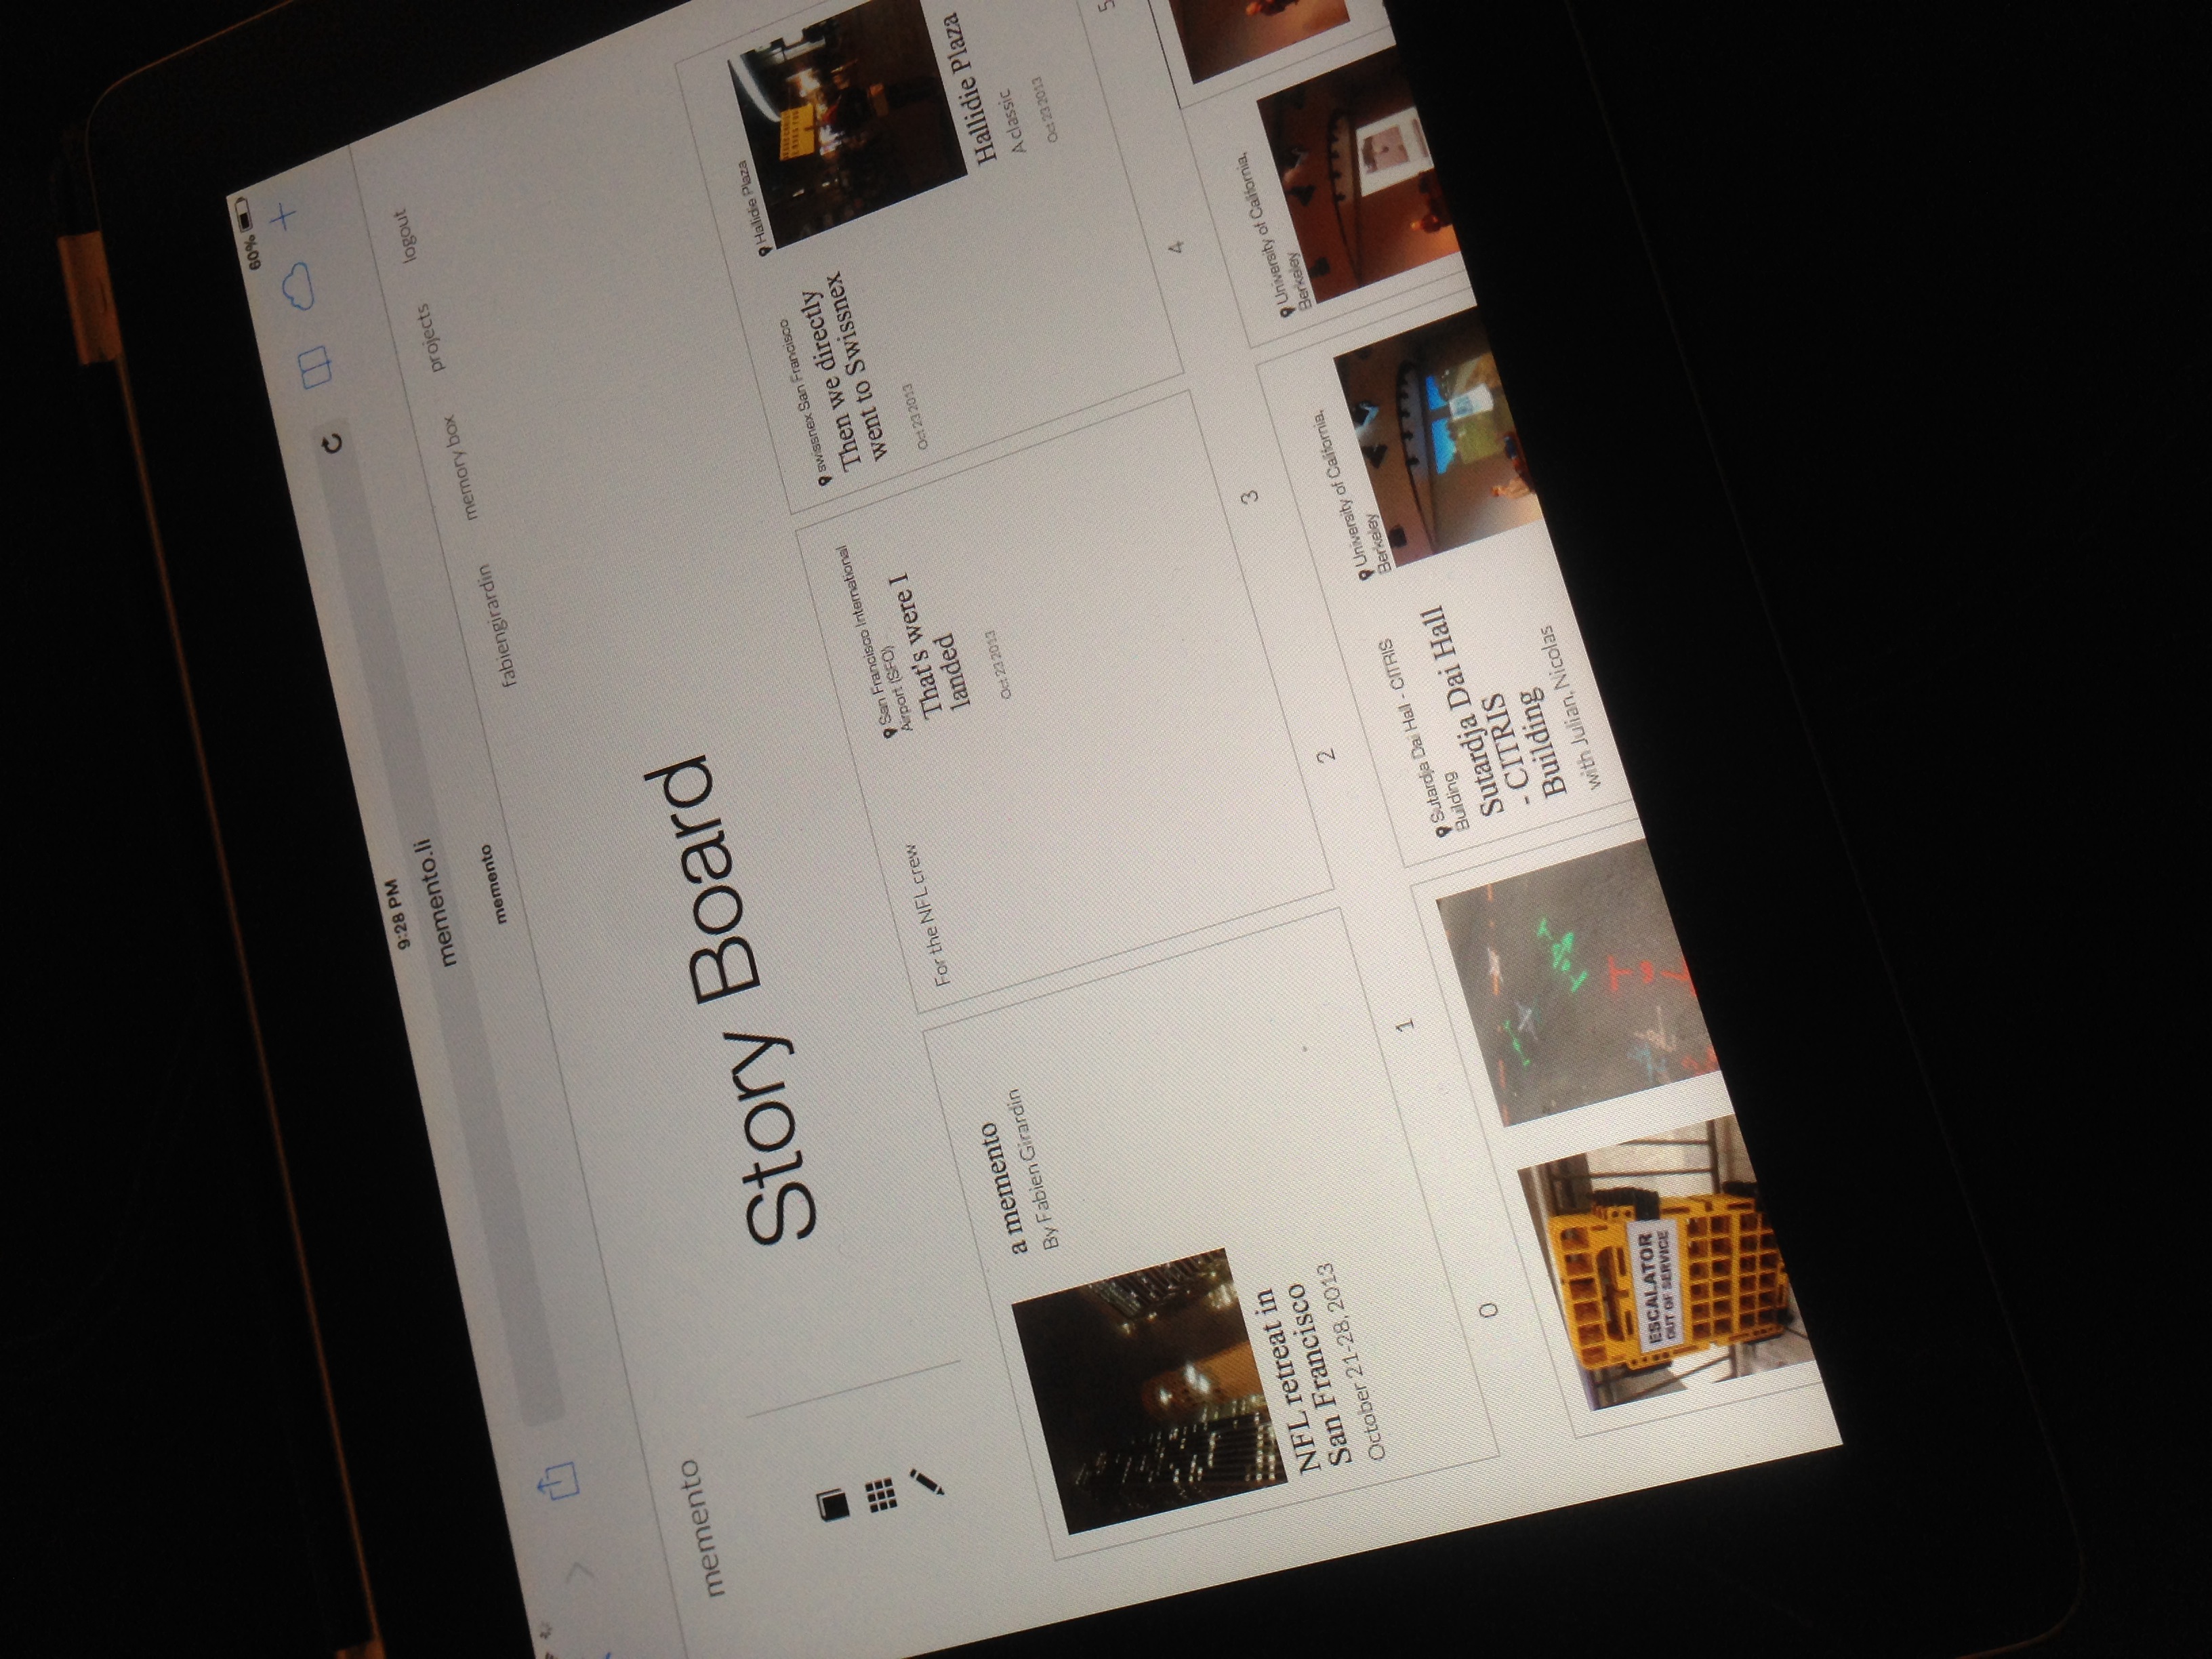 9:28 PM
60%
memento.li
memento
fabiengirardin
memory box
projects
logout
memento
Story Board
NFL retreat in
San Francisco
October 21-28, 2013
a memento
By Fabien Girardin
For the NFL crew
San Francisco International
Airport (SFO)
That's were I
landed
Oct 23 2013
swissnex San Francisco
Then we directly
went to Swissnex
Oct 23 2013
Hallidie Plaza
Hallidie Plaza
A classic
Oct 23 2013
0
1
2
3
4
5
ESCALATOR
OUT OF SERVICE
Sutardja Dai Hall - CITRIS
Building
Sutardja Dai Hall
- CITRIS
Building
with Julian, Nicolas
University of California,
Berkeley
University of California,
Berkeley